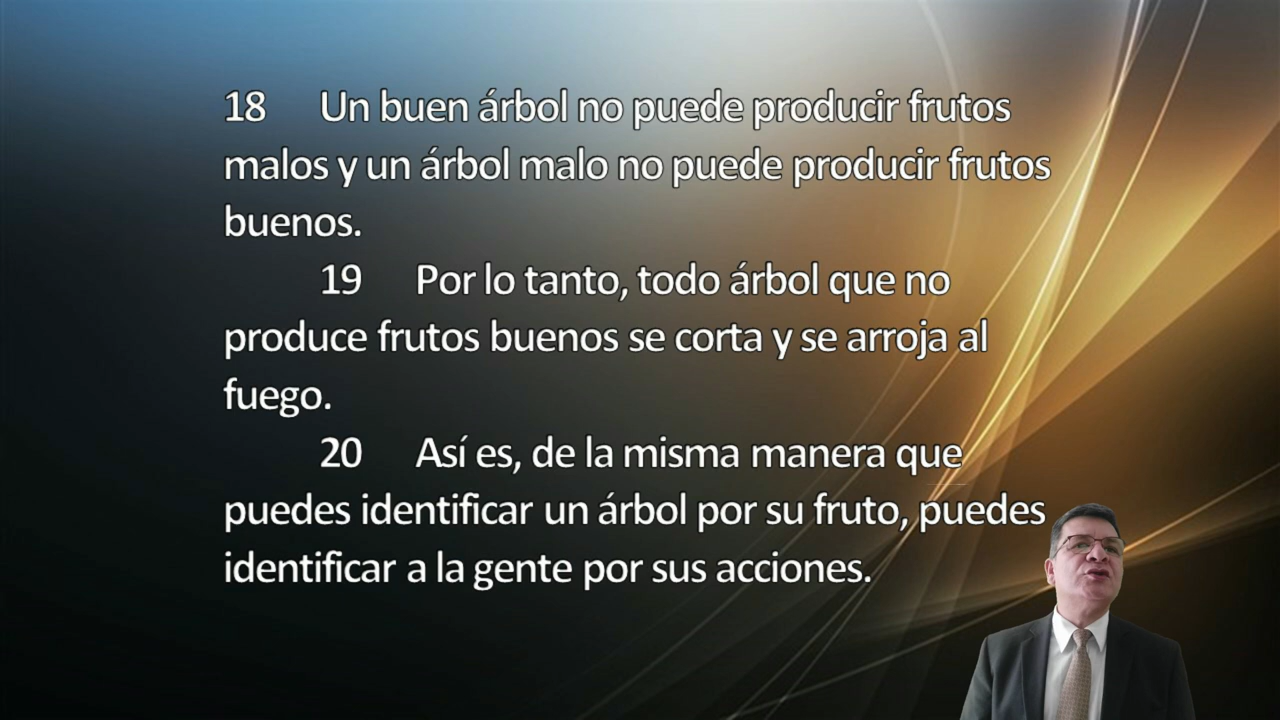 18 Un buen árbol no puede producir frutos
malos y un árbol malo no puede producir frutos
buenos.
19 Por lo tanto, todo árbol que no
produce frutos buenos se corta y se arroja al
fuego.
20 Así es, de la misma manera que
puedes identificar un árbol por su fruto, puedes
identificar a la gente por sus acciones.